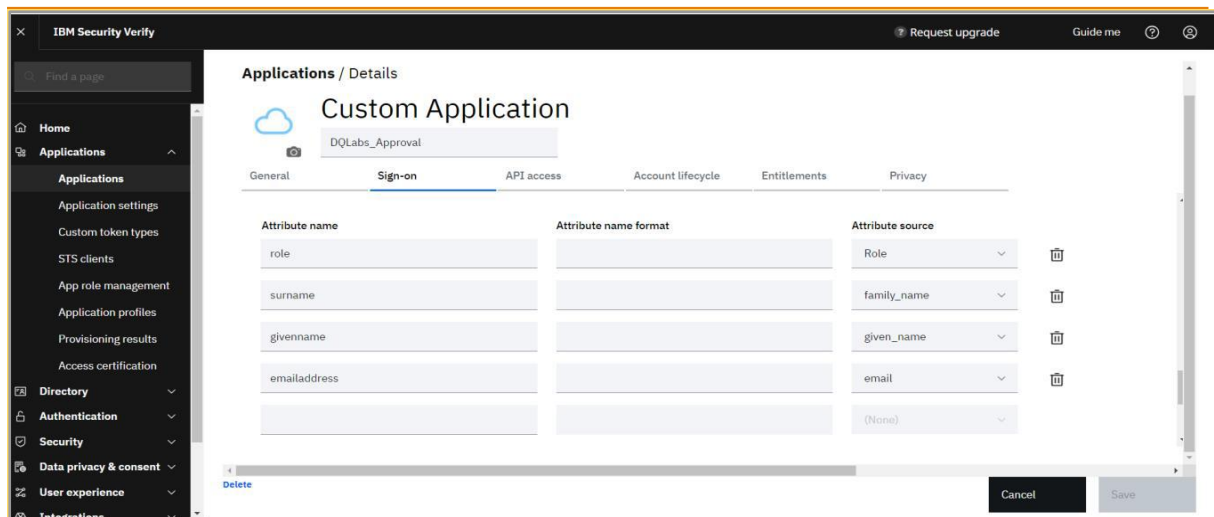 IBM Security Verify
Request upgrade
Guide me
Find a page
Home
Applications
Applications
Application settings
Custom token types
STS clients
App role management
Application profiles
Provisioning results
Access certification
Directory
Authentication
Security
Data privacy & consent
User experience
Integrations
Applications / Details
Custom Application
DQLabs_Approval
General Sign-on API access Account lifecycle Entitlements Privacy
Attribute name Attribute name format Attribute source
role Role
surname family_name
givenname given_name
emailaddress email
(None)
Delete
Cancel Save